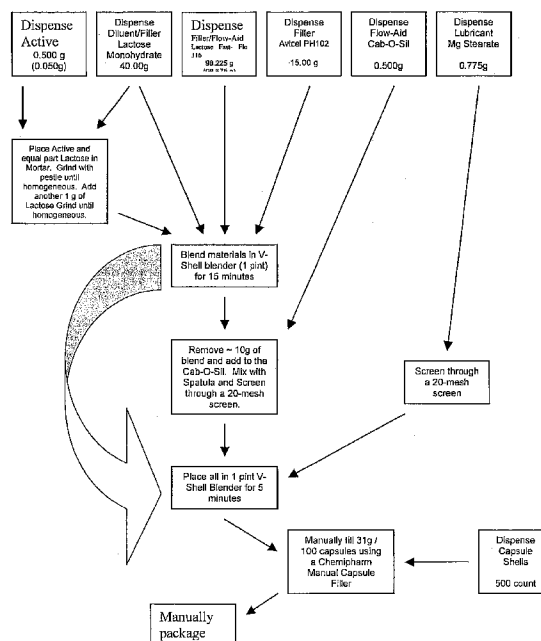 Dispense
Active
0.500 g
(0.050g)
Dispense
Diluent/Filler
Lactose
Monohydrate
40.00g
Dispense
Filler/Flow-Aid
Lactose Fast- Flo
98.225 g
Dispense
Filler
Avicel PH102
15.00 g
Dispense
Flow-Aid
Cab-O-Sil
0.500g
Dispense
Lubricant
Mg Stearate
0.775g
Place Active and
equal part Lactose in
Mortar. Grind with
pestle until
homogeneous. Add
another 1 g of
Lactose Grind until
homogeneous.
Blend materials in V-
Shell blender (1 pint)
for 15 minutes
Remove ~ 10g of
blend and add to the
Cab-O-Sil. Mix with
Spatula and Screen
through a 20-mesh
screen.
Screen through
a 20-mesh
screen
Place all in 1 pint V-
Shell Blender for 5
minutes
Manually fill 31g /
100 capsules using
a Chemipharm
Manual Capsule
Filler
Dispense
Capsule
Shells
500 count
Manually
package